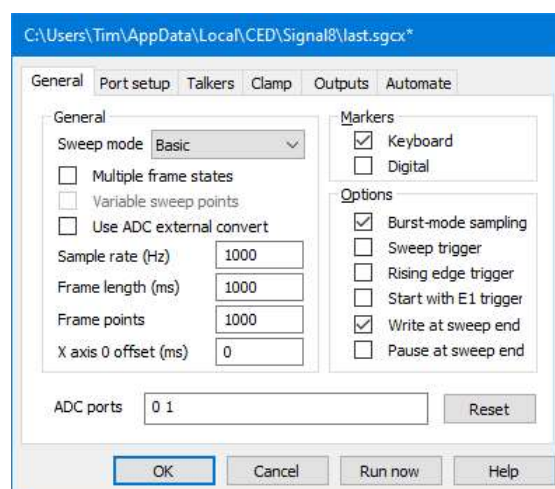 C:\Users\Tim\AppData\Local\CED\Signal8\last.sgcx*
General Port setup Talkers Clamp Outputs Automate
General
Sweep mode Basic
Multiple frame states
Variable sweep points
Use ADC external convert
Sample rate (Hz) 1000
Frame length (ms) 1000
Frame points 1000
X axis 0 offset (ms) 0
Markers
Keyboard
Digital
Options
Burst-mode sampling
Sweep trigger
Rising edge trigger
Start with E1 trigger
Write at sweep end
Pause at sweep end
ADC ports 0 1 Reset
OK Cancel Run now Help